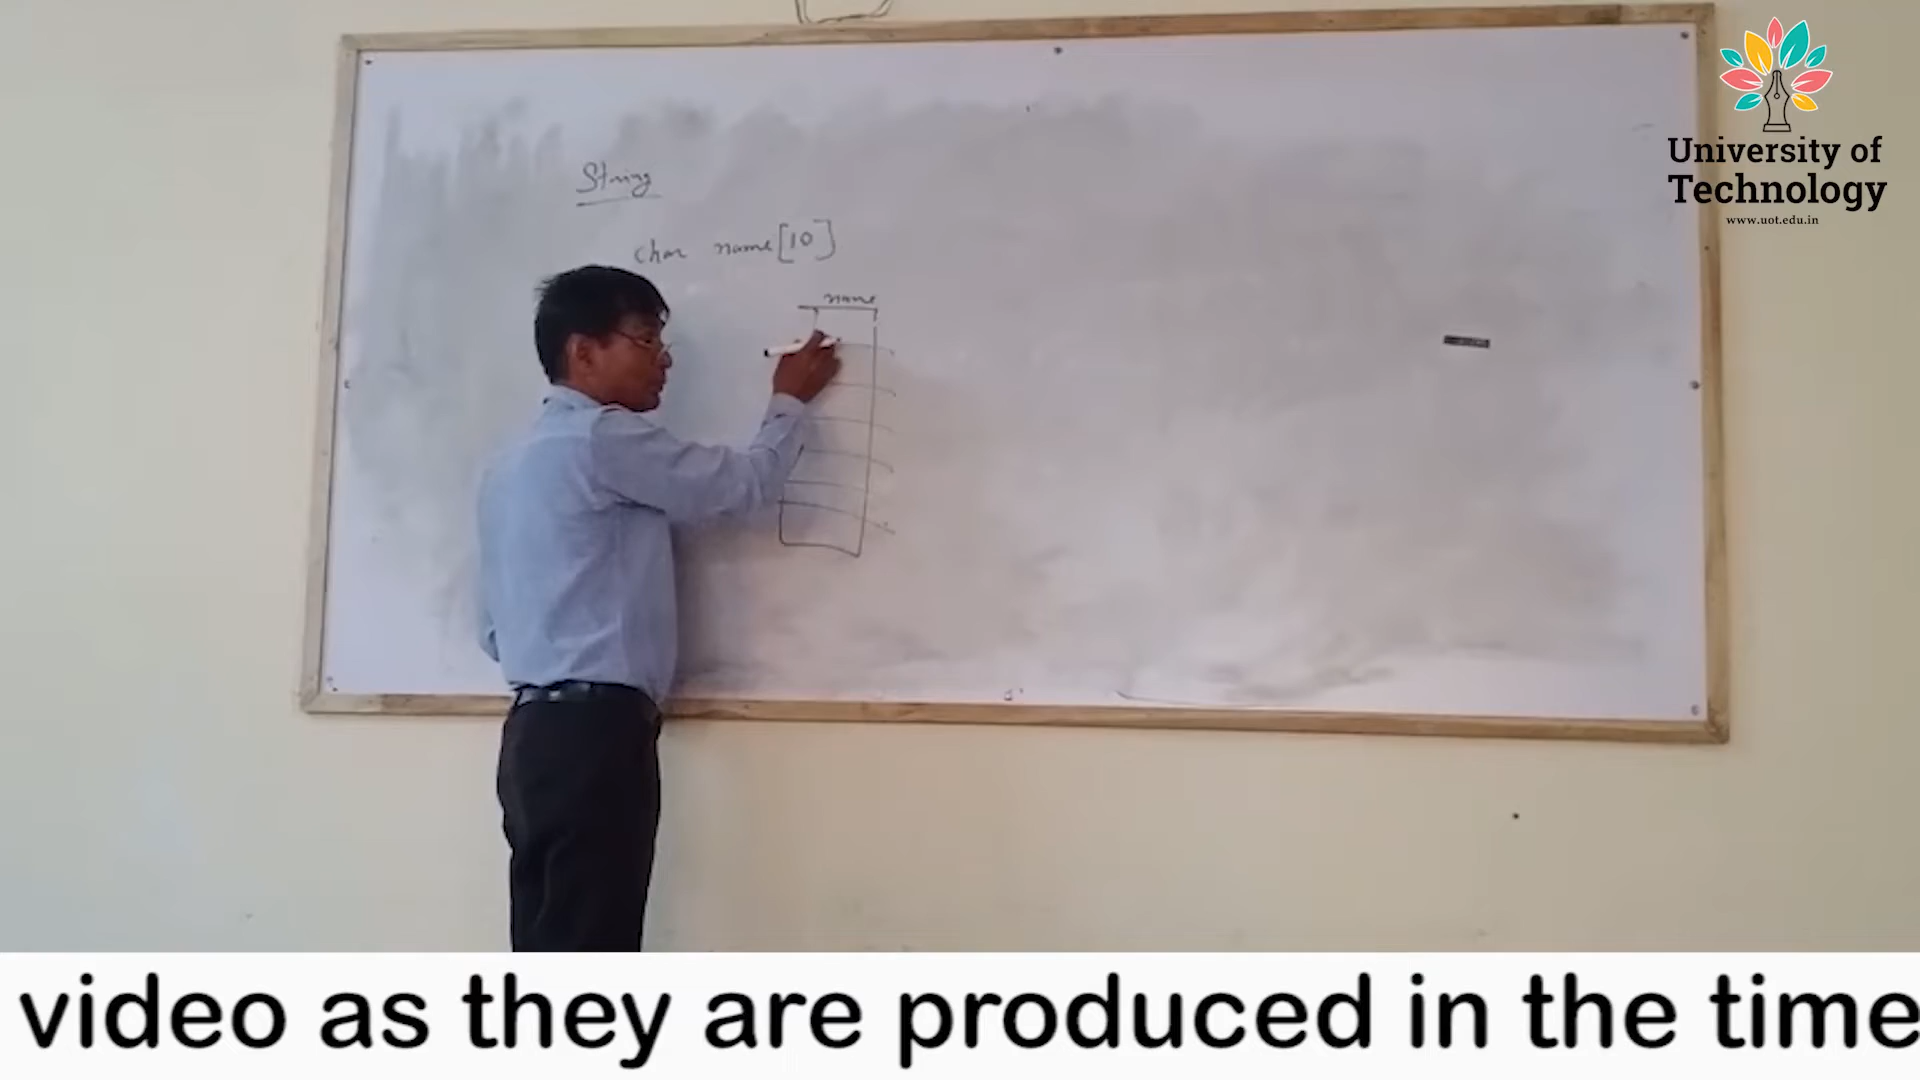 String
char name[10]
name
University of
Technology
www.uot.edu.in
video as they are produced in the time